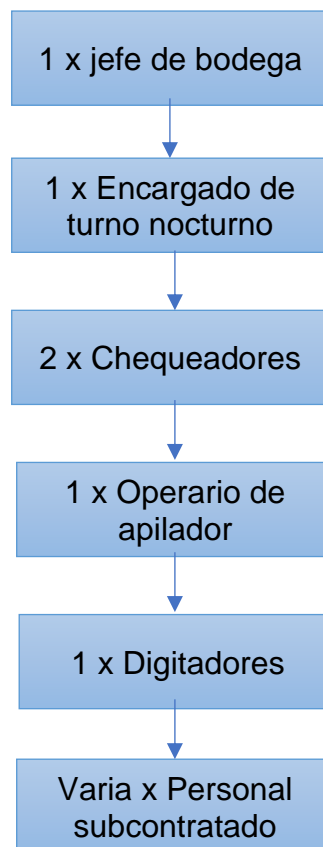 1 x jefe de bodega
1 x Encargado de
turno nocturno
2 x Chequeadores
1 x Operario de
apilador
1 x Digitadores
Varia x Personal
subcontratado